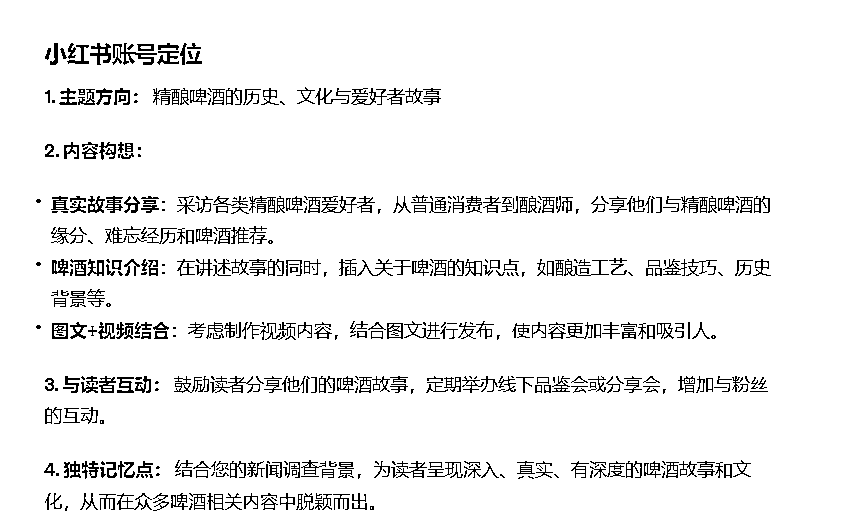 小红书账号定位
1. 主题方向： 精酿啤酒的历史、文化与爱好者故事
2. 内容构想：
• 真实故事分享：采访各类精酿啤酒爱好者，从普通消费者到酿酒师，分享他们与精酿啤酒的
缘分、难忘经历和啤酒推荐。
• 啤酒知识介绍：在讲述故事的同时，插入关于啤酒的知识点，如酿造工艺、品鉴技巧、历史
背景等。
• 图文+视频结合：考虑制作视频内容，结合图文进行发布，使内容更加丰富和吸引人。
3. 与读者互动： 鼓励读者分享他们的啤酒故事，定期举办线下品鉴会或分享会，增加与粉丝
的互动。
4. 独特记忆点： 结合您的新闻调查背景，为读者呈现深入、真实、有深度的啤酒故事和文
化，从而在众多啤酒相关内容中脱颖而出。